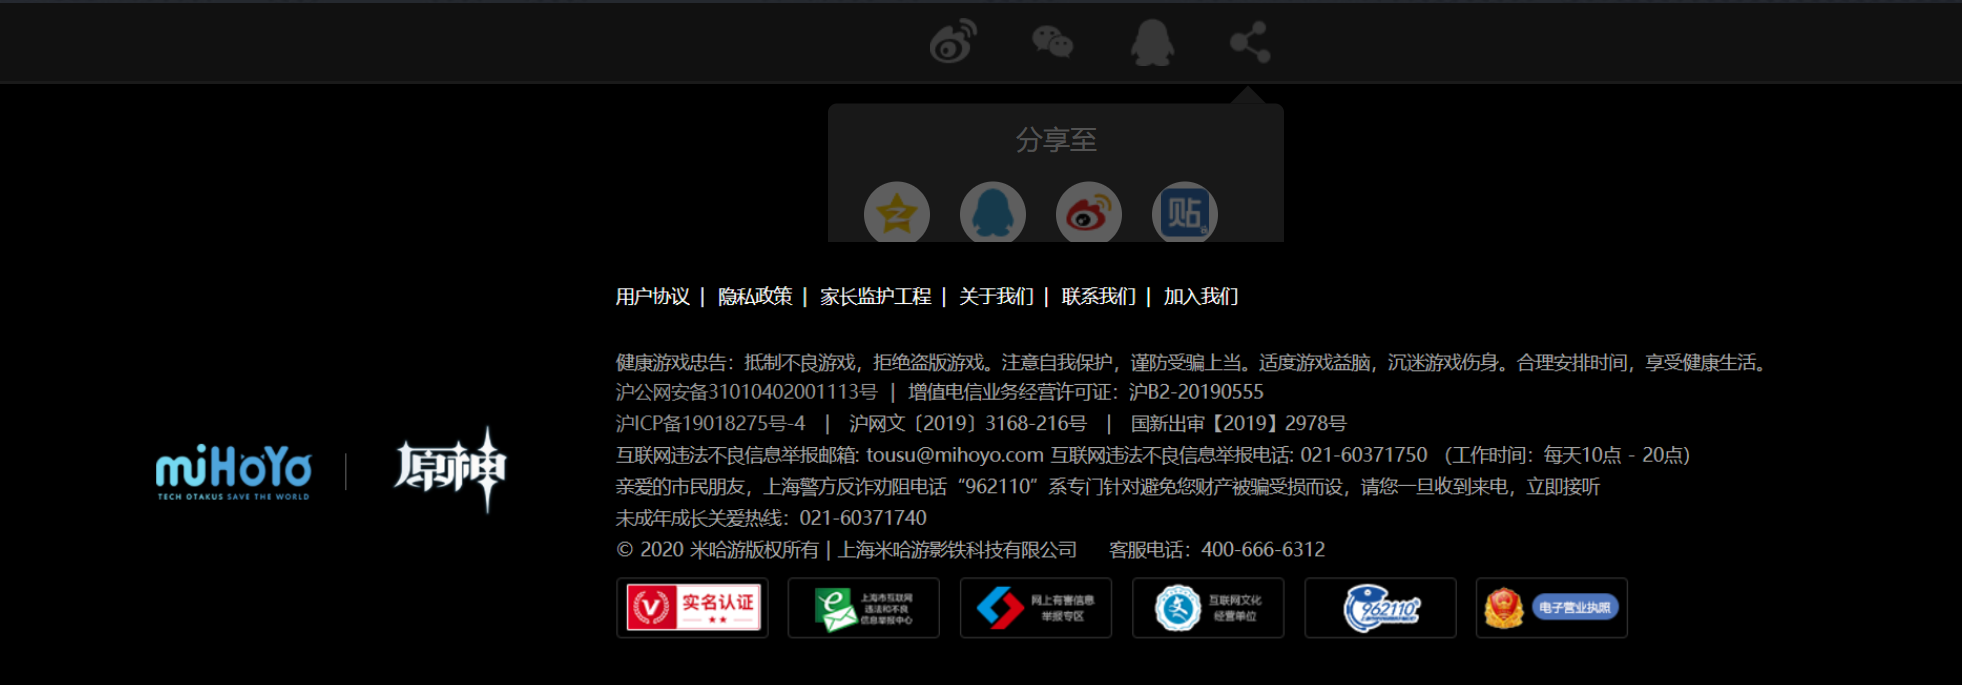 分享至
贴
用户协议 | 隐私政策 | 家长监护工程 | 关于我们 | 联系我们 | 加入我们
健康游戏忠告：抵制不良游戏，拒绝盗版游戏。注意自我保护，谨防受骗上当。适度游戏益脑，沉迷游戏伤身。合理安排时间，享受健康生活。
沪公网安备31010402001113号 | 增值电信业务经营许可证：沪B2-20190555
沪ICP备19018275号-4 | 沪网文〔2019〕3168-216号 | 国新出审【2019】2978号
互联网违法不良信息举报邮箱: tousu@mihoyo.com 互联网违法不良信息举报电话: 021-60371750 （工作时间：每天10点 - 20点)
亲爱的市民朋友，上海警方反诈劝阻电话“962110”系专门针对避免您财产被骗受损而设，请您一旦收到来电，立即接听
未成年成长关爱热线：021-60371740
© 2020 米哈游版权所有 | 上海米哈游影铁科技有限公司 客服电话：400-666-6312
miHoYo
TECH OTAKUS SAVE THE WORLD
原神
实名认证
上海市互联网
违法和不良
信息举报中心
网上有害信息
举报专区
互联网文化
经营单位
962110
电子营业执照